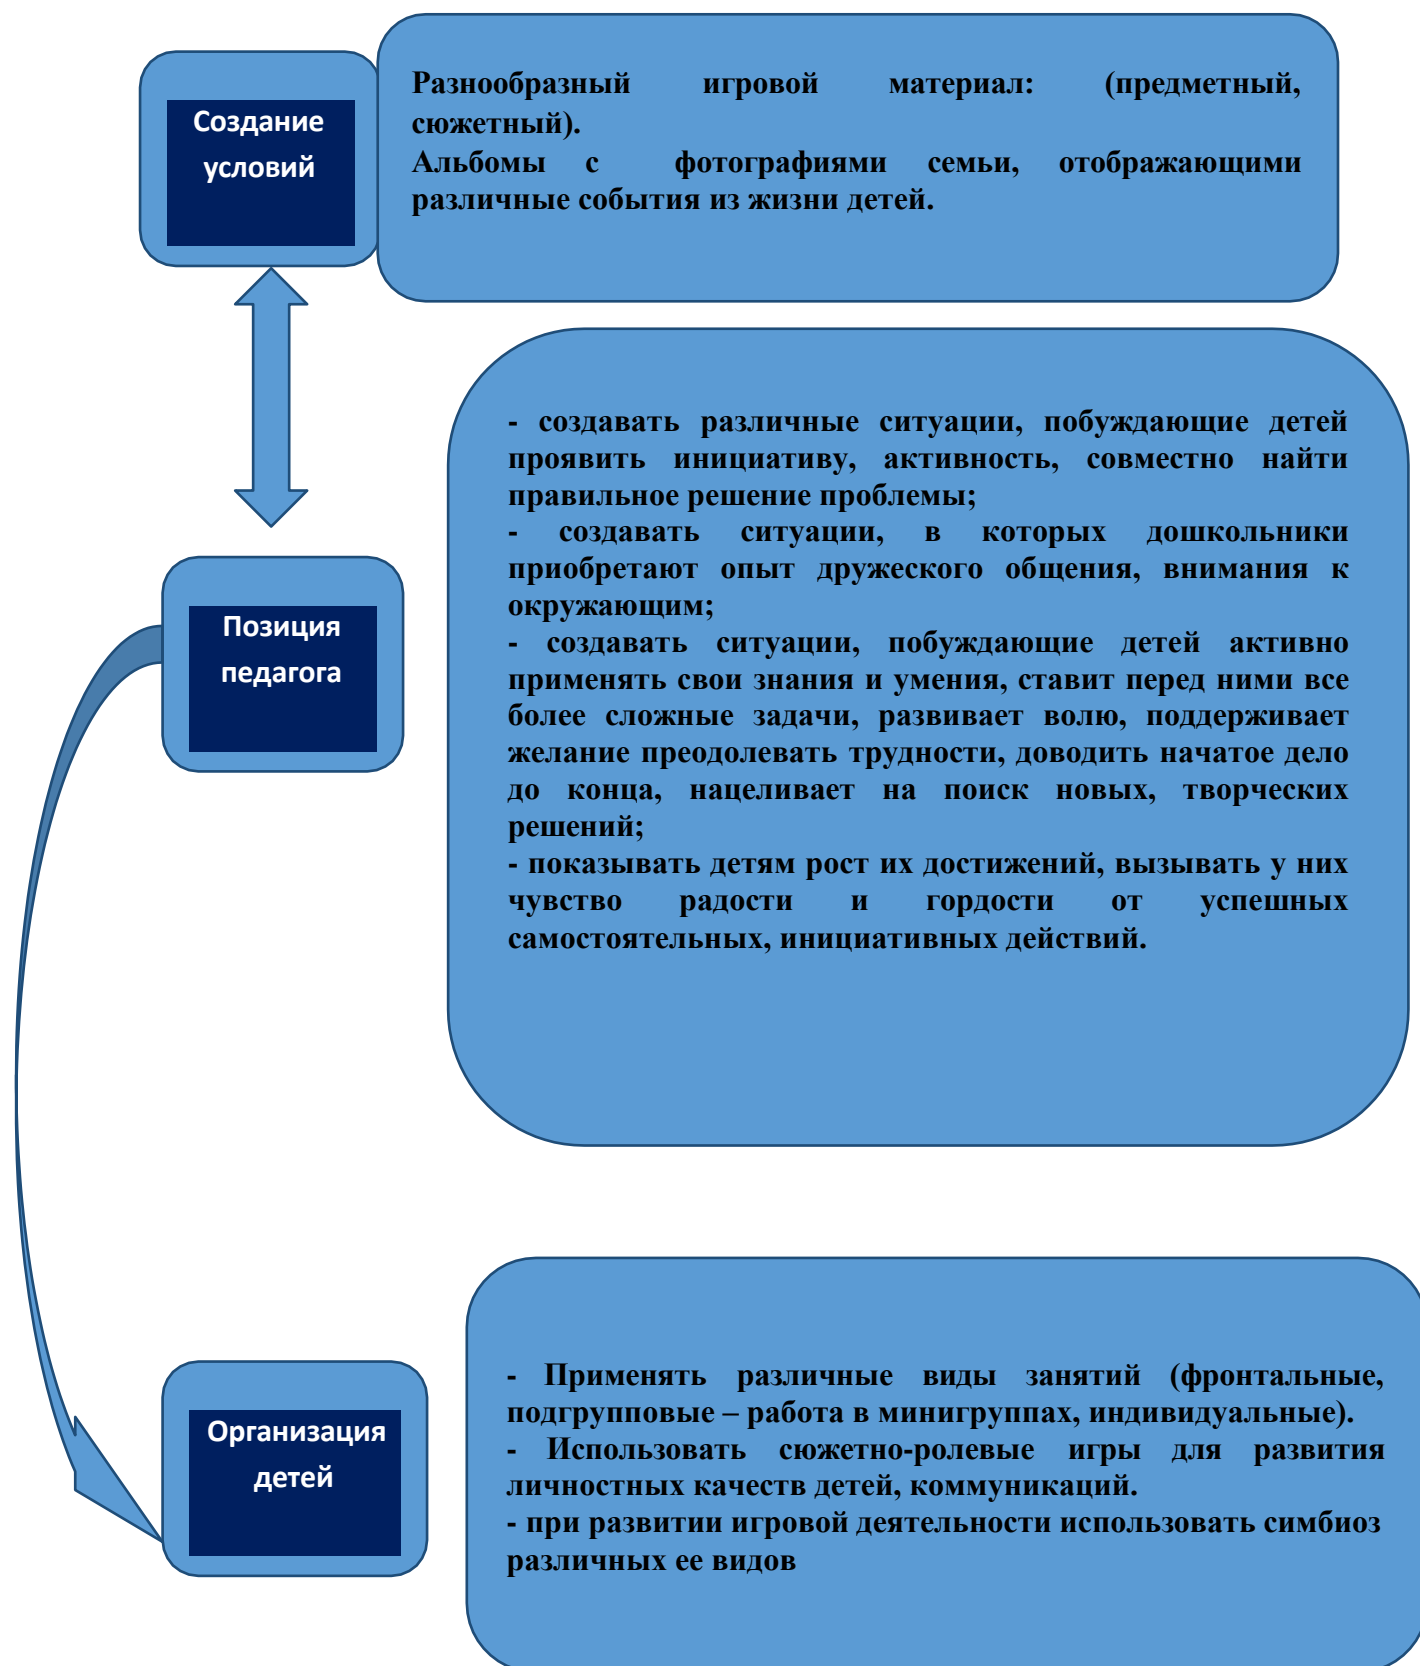 Создание
условий
Разнообразный игровой материал: (предметный,
сюжетный).
Альбомы с фотографиями семьи, отображающими
различные события из жизни детей.
Позиция
педагога
- создавать различные ситуации, побуждающие детей
проявить инициативу, активность, совместно найти
правильное решение проблемы;
- создавать ситуации, в которых дошкольники
приобретают опыт дружеского общения, внимания к
окружающим;
- создавать ситуации, побуждающие детей активно
применять свои знания и умения, ставит перед ними все
более сложные задачи, развивает волю, поддерживает
желание преодолевать трудности, доводить начатое дело
до конца, нацеливает на поиск новых, творческих
решений;
- показывать детям рост их достижений, вызывать у них
чувство радости и гордости от успешных
самостоятельных, инициативных действий.
Организация
детей
- Применять различные виды занятий (фронтальные,
подгрупповые – работа в минигруппах, индивидуальные).
- Использовать сюжетно-ролевые игры для развития
личностных качеств детей, коммуникаций.
- при развитии игровой деятельности использовать симбиоз
различных ее видов